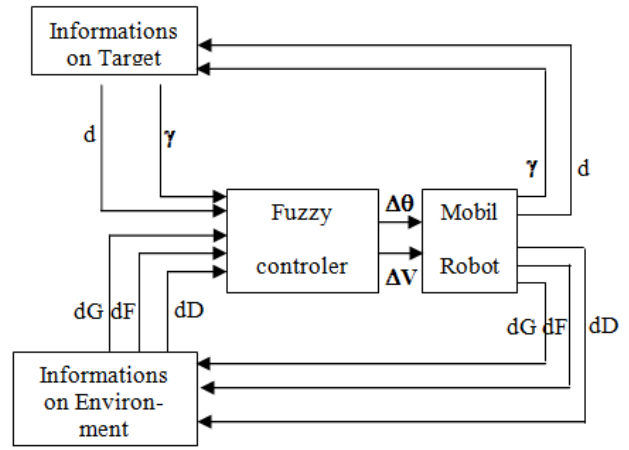 Informations
on Target
d
γ
γ
d
Fuzzy
controler
Δθ
ΔV
Mobil
Robot
dG dF dD
dG dF dD
Informations
on Environ-
ment